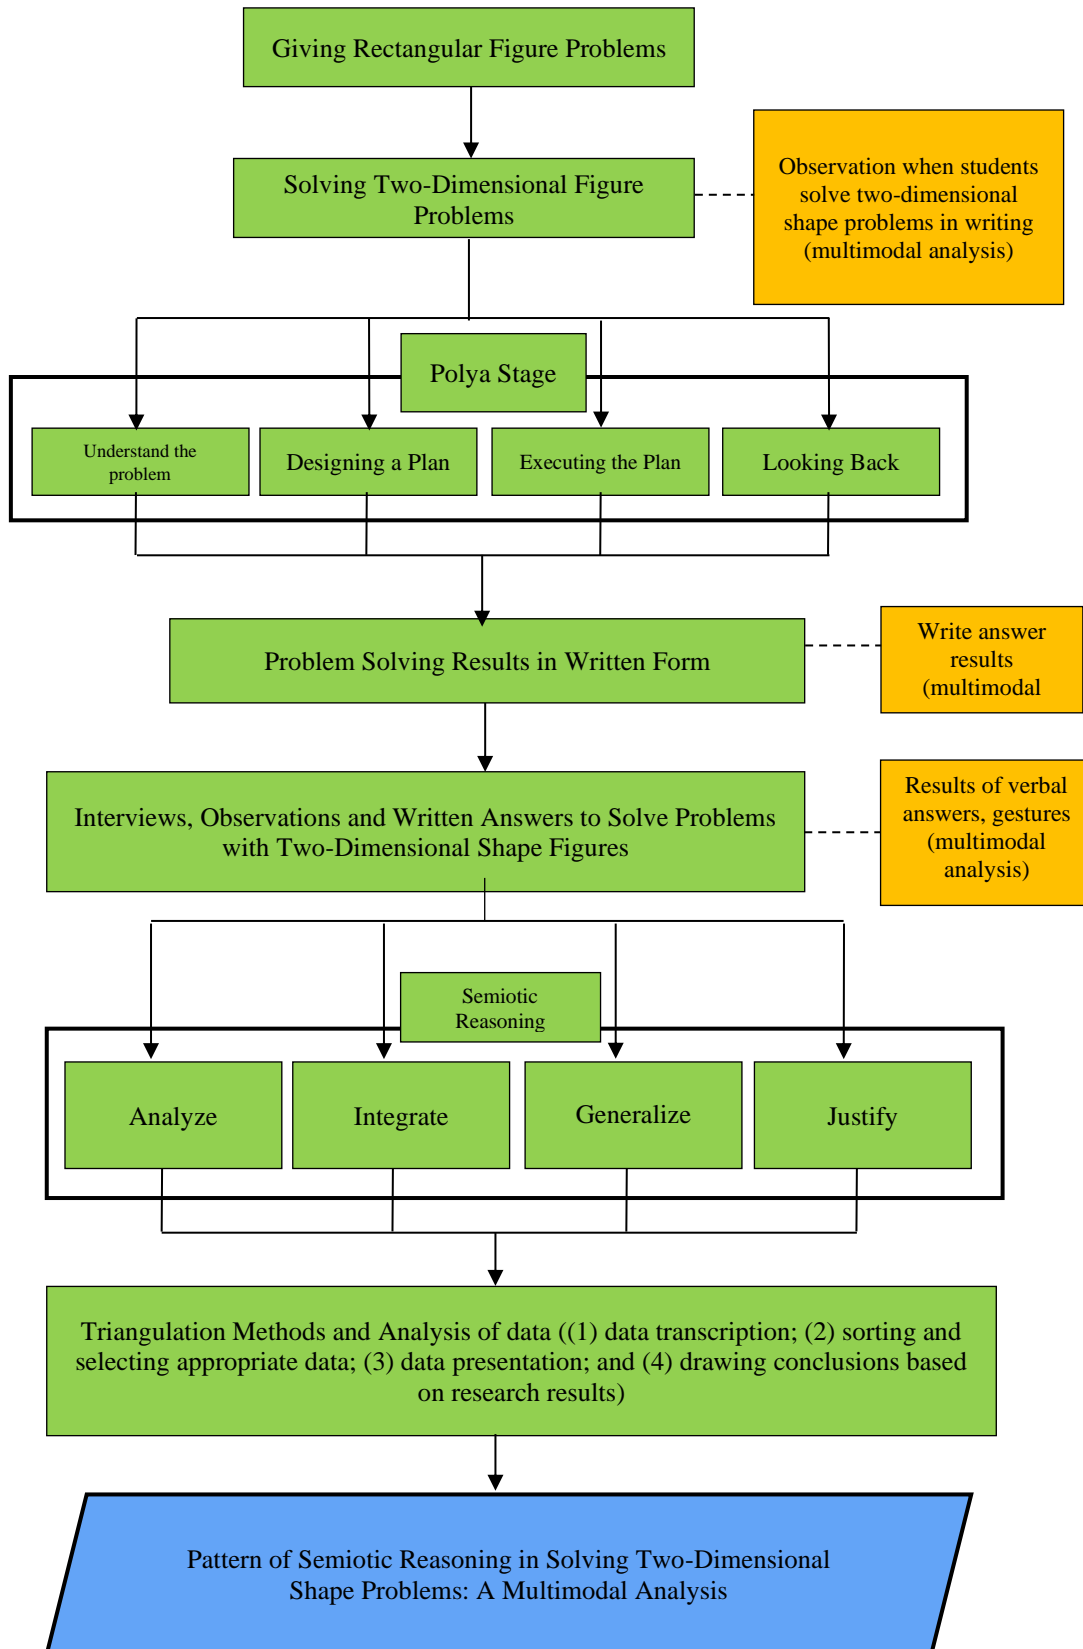 Giving Rectangular Figure Problems
Solving Two-Dimensional Figure
Problems
Observation when students
solve two-dimensional
shape problems in writing
(multimodal analysis)
Polya Stage
Understand the
problem
Designing a Plan
Executing the Plan
Looking Back
Problem Solving Results in Written Form
Write answer
results
(multimodal
Interviews, Observations and Written Answers to Solve Problems
with Two-Dimensional Shape Figures
Results of verbal
answers, gestures
(multimodal
analysis)
Semiotic
Reasoning
Analyze
Integrate
Generalize
Justify
Triangulation Methods and Analysis of data ((1) data transcription; (2) sorting and
selecting appropriate data; (3) data presentation; and (4) drawing conclusions based
on research results)
Pattern of Semiotic Reasoning in Solving Two-Dimensional
Shape Problems: A Multimodal Analysis